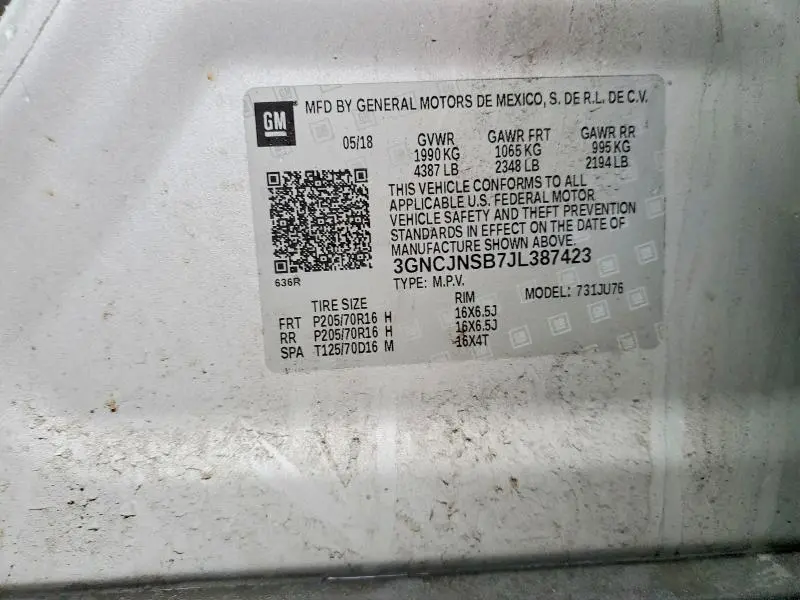 GM
MFD BY GENERAL MOTORS DE MEXICO, S. DE R.L. DE C.V.
05/18 GVWR GAWR FRT GAWR RR
1990 KG 1065 KG 995 KG
4387 LB 2348 LB 2194 LB
THIS VEHICLE CONFORMS TO ALL
APPLICABLE U.S. FEDERAL MOTOR
VEHICLE SAFETY AND THEFT PREVENTION
STANDARDS IN EFFECT ON THE DATE OF
MANUFACTURE SHOWN ABOVE.
3GNCJNSB7JL387423
636R
TYPE: M.P.V. MODEL: 731JU76
TIRE SIZE RIM
FRT P205/70R16 H 16X6.5J
RR P205/70R16 H 16X6.5J
SPA T125/70D16 M 16X4T